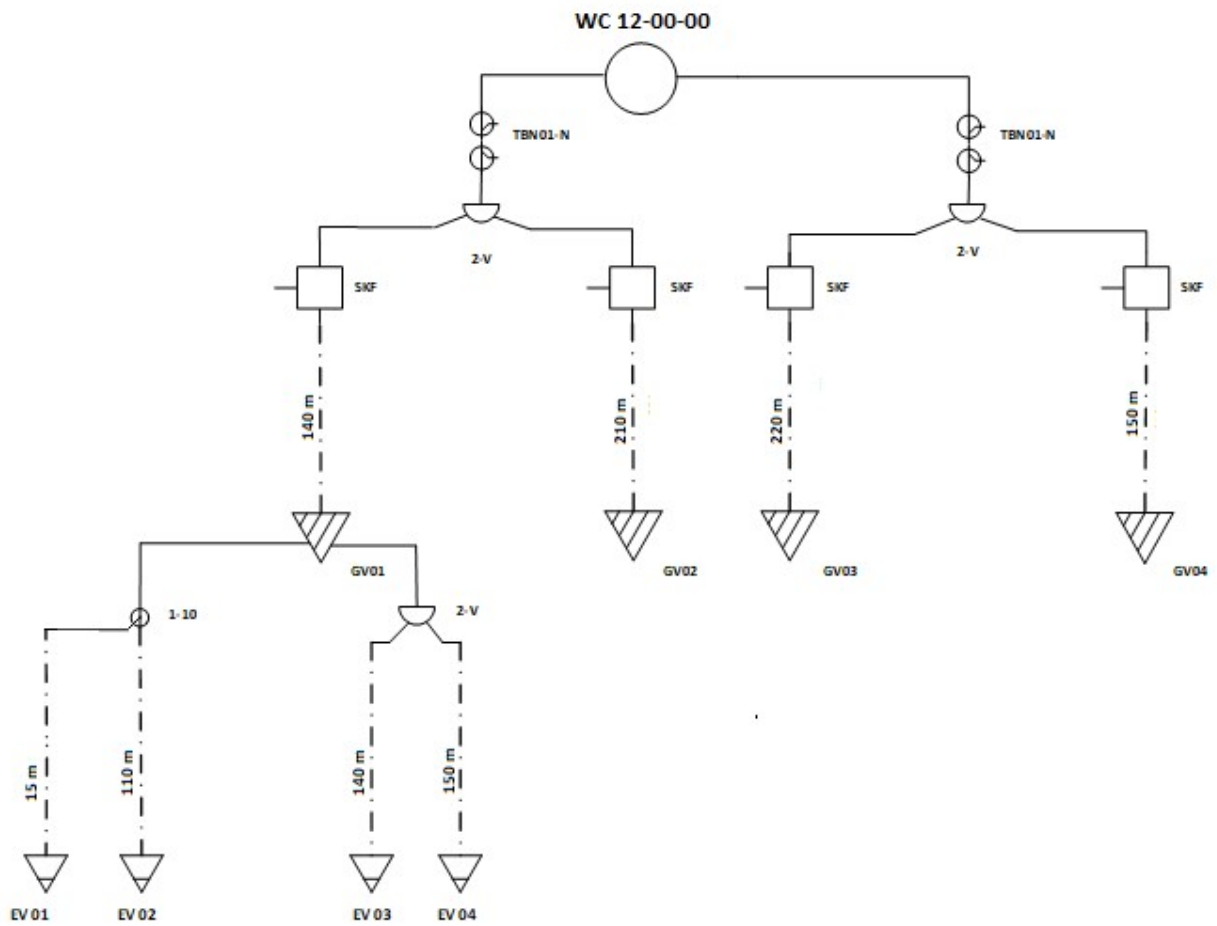 WC 12-00-00
TBN01-N
TBN01-N
2-V
2-V
SKF
SKF
SKF
SKF
140 m
210 m
220 m
150 m
GV01
GV02
GV03
GV04
1-10
2-V
15 m
110 m
140 m
150 m
EV 01
EV 02
EV 03
EV 04